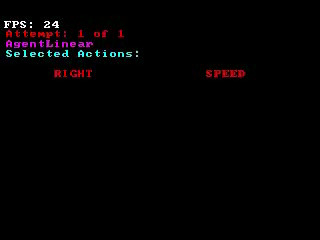 FPS: 24
Attempt: 1 of 1
AgentLinear
Selected Actions:
RIGHT SPEED